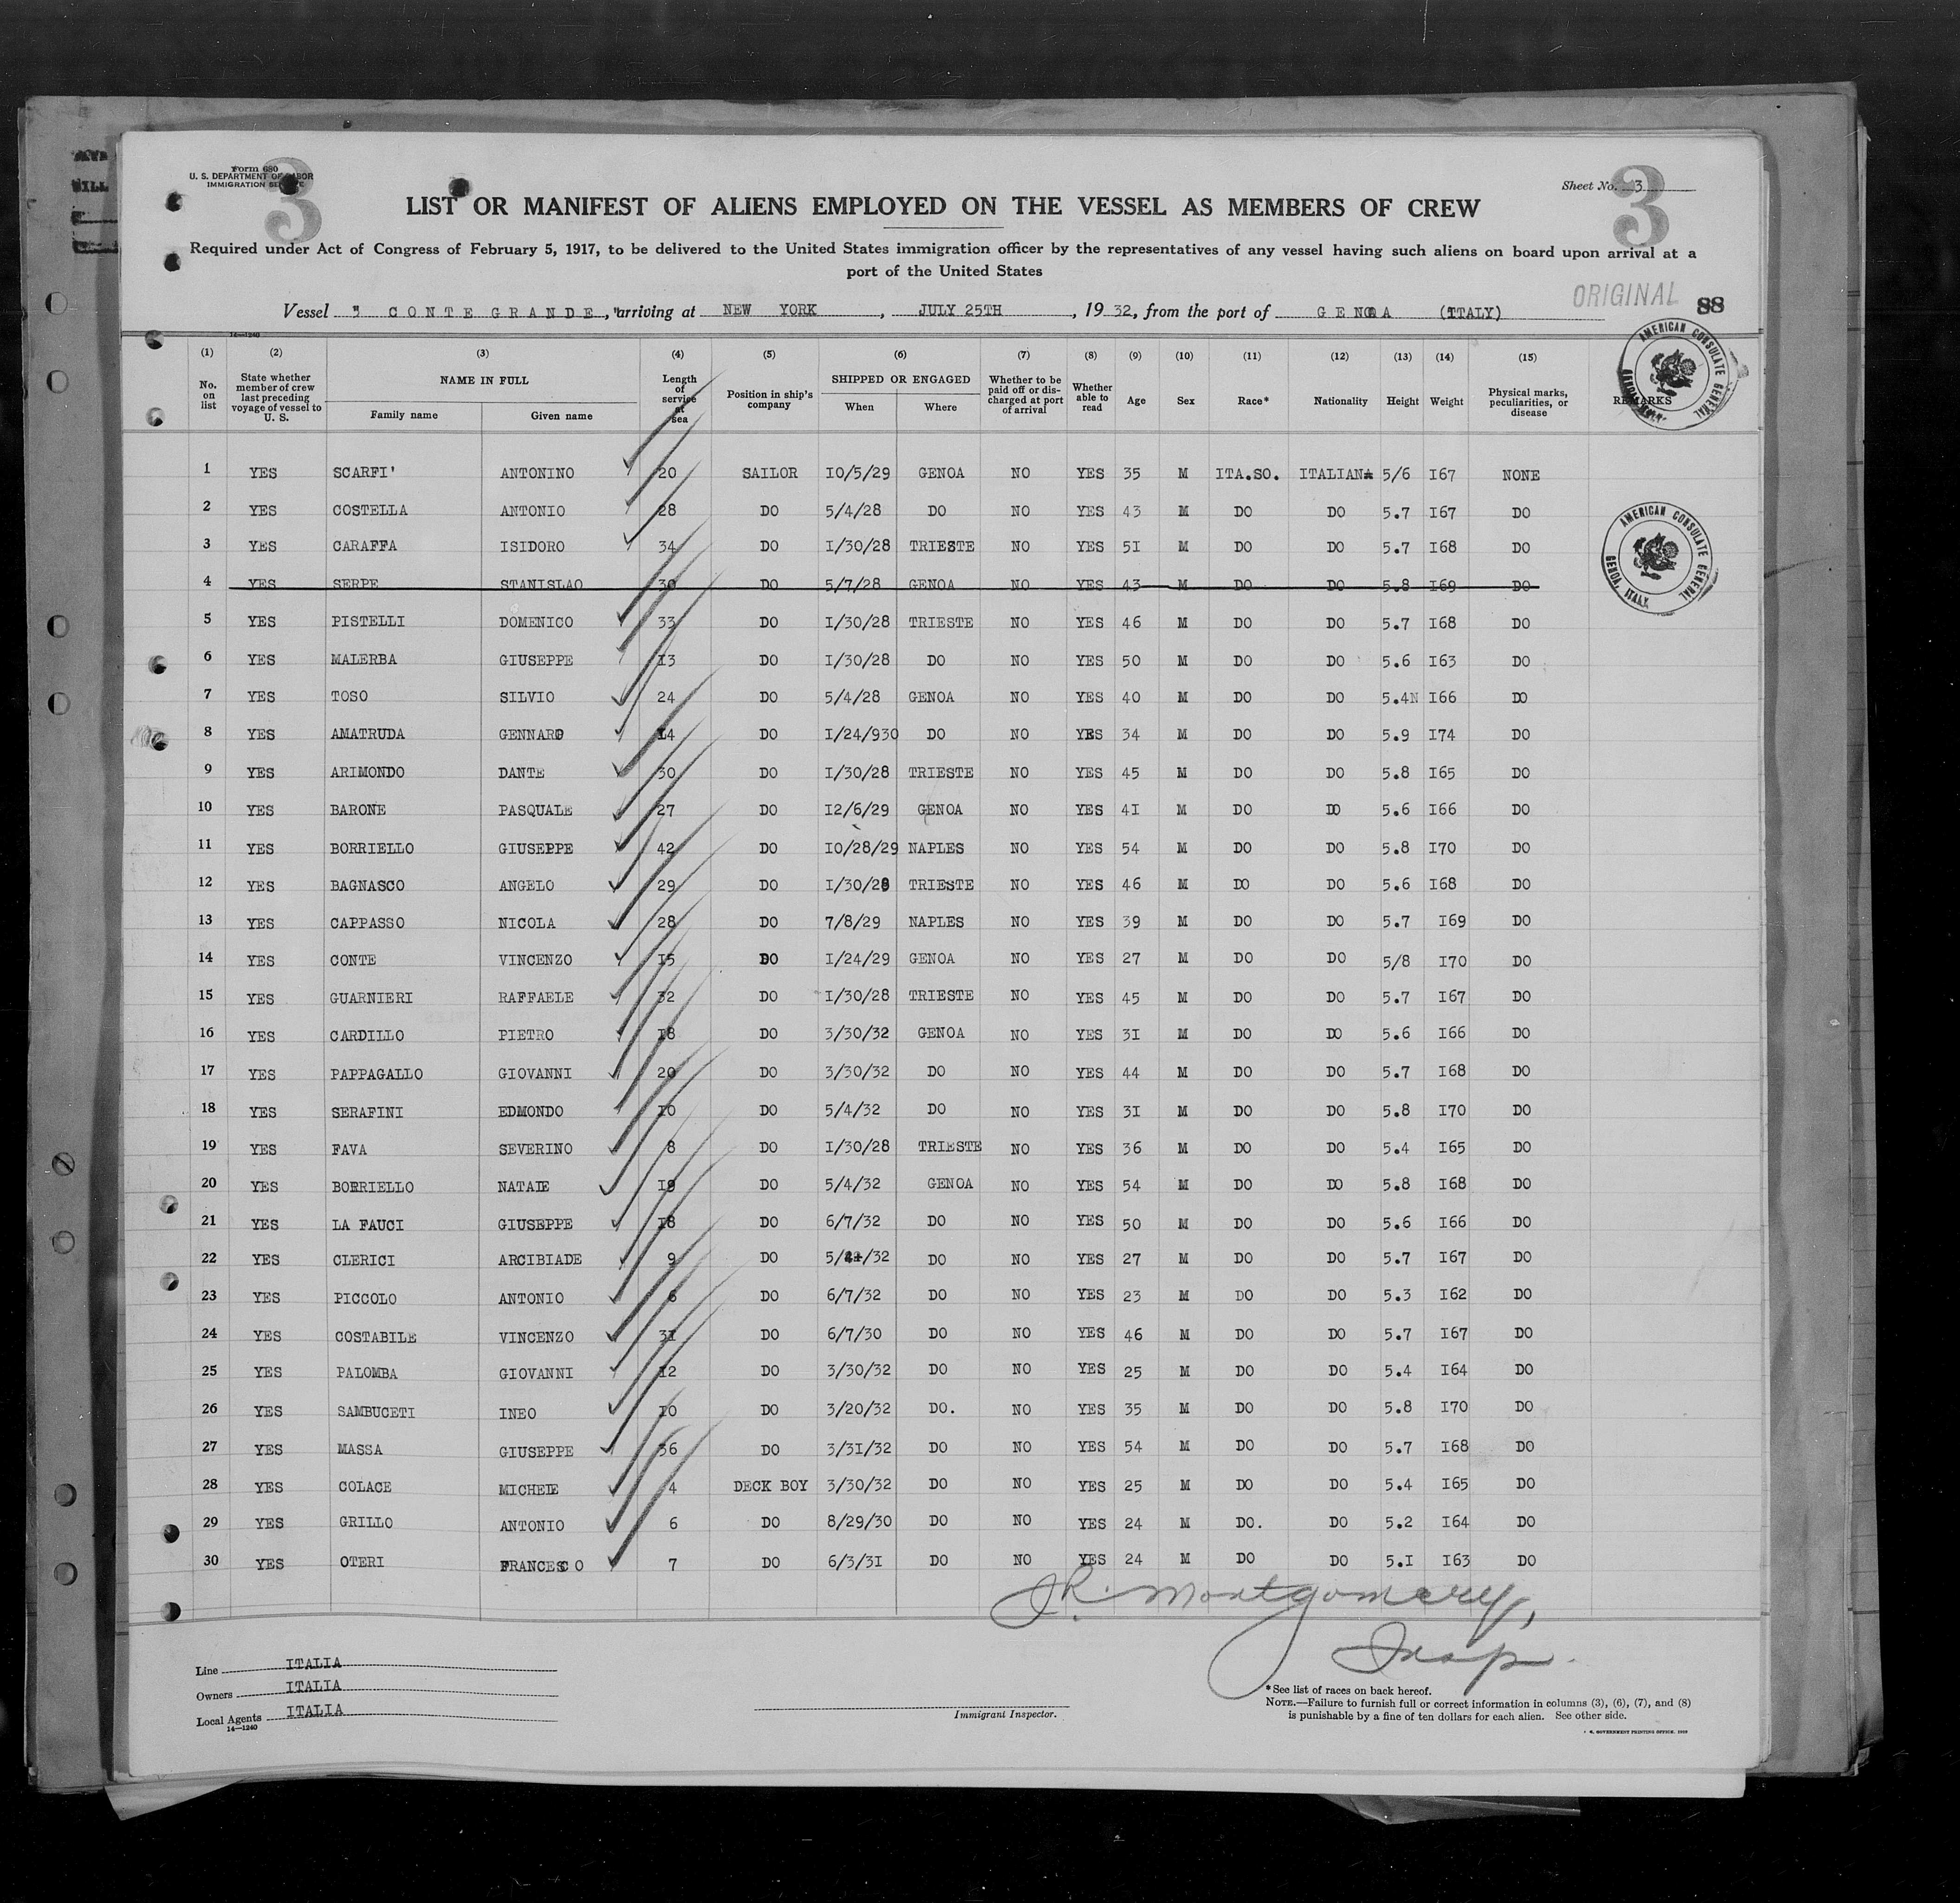 Form 680
U. S. DEPARTMENT OF LABOR
IMMIGRATION SERVICE
3
Sheet No. 3
3
LIST OR MANIFEST OF ALIENS EMPLOYED ON THE VESSEL AS MEMBERS OF CREW
Required under Act of Congress of February 5, 1917, to be delivered to the United States immigration officer by the representatives of any vessel having such aliens on board upon arrival at a
port of the United States
ORIGINAL 88
Vessel " CONTE GRANDE," arriving at NEW YORK, JULY 25TH, 1932, from the port of GENOA (ITALY)
14—1240
(1) (2) (3) (4) (5) (6) (7) (8) (9) (10) (11) (12) (13) (14) (15)
No. on list State whether member of crew last preceding voyage of vessel to U. S. NAME IN FULL Family name Given name Length of service at sea Position in ship's company SHIPPED OR ENGAGED When Where Whether to be paid off or discharged at port of arrival Whether able to read Age Sex Race* Nationality Height Weight Physical marks, peculiarities, or disease REMARKS
AMERICAN CONSULATE GENERAL GENOA, ITALY
1 YES SCARFI' ANTONINO 20 SAILOR 10/5/29 GENOA NO YES 35 M ITA.SO. ITALIAN 5/6 167 NONE
2 YES COSTELLA ANTONIO 28 DO 5/4/28 DO NO YES 43 M DO DO 5.7 167 DO
AMERICAN CONSULATE GENERAL GENOA, ITALY
3 YES CARAFFA ISIDORO 34 DO 1/30/28 TRIESTE NO YES 51 M DO DO 5.7 168 DO
4 YES SERPE STANISLAO 30 DO 5/7/28 GENOA NO YES 43 M DO DO 5.8 169 DO
5 YES PISTELLI DOMENICO 33 DO 1/30/28 TRIESTE NO YES 46 M DO DO 5.7 168 DO
6 YES MALERBA GIUSEPPE 13 DO 1/30/28 DO NO YES 50 M DO DO 5.6 163 DO
7 YES TOSO SILVIO 24 DO 5/4/28 GENOA NO YES 40 M DO DO 5.4 166 DO
8 YES AMATRUDA GENNARO 14 DO 1/24/930 DO NO YES 34 M DO DO 5.9 174 DO
9 YES ARIMONDO DANTE 30 DO 1/30/28 TRIESTE NO YES 45 M DO DO 5.8 165 DO
10 YES BARONE PASQUALE 27 DO 12/6/29 GENOA NO YES 41 M DO DO 5.6 166 DO
11 YES BORRIELLO GIUSEPPE 42 DO 10/28/29 NAPLES NO YES 54 M DO DO 5.8 170 DO
12 YES BAGNASCO ANGELO 29 DO 1/30/28 TRIESTE NO YES 46 M DO DO 5.6 168 DO
13 YES CAPPASSO NICOLA 28 DO 7/8/29 NAPLES NO YES 39 M DO DO 5.7 169 DO
14 YES CONTE VINCENZO 15 DO 1/24/29 GENOA NO YES 27 M DO DO 5/8 170 DO
15 YES GUARNIERI RAFFAELE 32 DO 1/30/28 TRIESTE NO YES 45 M DO DO 5.7 167 DO
16 YES CARDILLO PIETRO 18 DO 3/30/32 GENOA NO YES 31 M DO DO 5.6 166 DO
17 YES PAPPAGALLO GIOVANNI 20 DO 3/30/32 DO NO YES 44 M DO DO 5.7 168 DO
18 YES SERAFINI EDMONDO 10 DO 5/4/32 DO NO YES 31 M DO DO 5.8 170 DO
19 YES FAVA SEVERINO 8 DO 1/30/28 TRIESTE NO YES 36 M DO DO 5.4 165 DO
20 YES BORRIELLO NATALE 19 DO 5/4/32 GENOA NO YES 54 M DO DO 5.8 168 DO
21 YES LA FAUCI GIUSEPPE 18 DO 6/7/32 DO NO YES 50 M DO DO 5.6 166 DO
22 YES CLERICI ARCIBIADE 9 DO DO NO YES 27 M DO DO 5.7 167 DO
23 YES PICCOLO ANTONIO 6 DO 6/7/32 DO NO YES 23 M DO DO 5.3 162 DO
24 YES COSTABILE VINCENZO 31 DO 6/7/30 DO NO YES 46 M DO DO 5.7 167 DO
25 YES PALOMBA GIOVANNI 12 DO 3/30/32 DO NO YES 25 M DO DO 5.4 164 DO
26 YES SAMBUCETI INEO 10 DO 3/20/32 DO. NO YES 35 M DO DO 5.8 170 DO
27 YES MASSA GIUSEPPE 36 DO 3/31/32 DO NO YES 54 M DO DO 5.7 168 DO
28 YES COLACE MICHELE 4 DECK BOY 3/30/32 DO NO YES 25 M DO DO 5.4 165 DO
29 YES GRILLO ANTONIO 6 DO 8/29/30 DO NO YES 24 M DO. DO 5.2 164 DO
30 YES OTERI FRANCESCO 7 DO 6/3/31 DO NO YES 24 M DO DO 5.1 163 DO
JR. Montgomery,
Insp.
Line ITALIA
Owners ITALIA
Local Agents ITALIA
14—1240
Immigrant Inspector.
*See list of races on back hereof.
NOTE.—Failure to furnish full or correct information in columns (3), (6), (7), and (8)
is punishable by a fine of ten dollars for each alien. See other side.